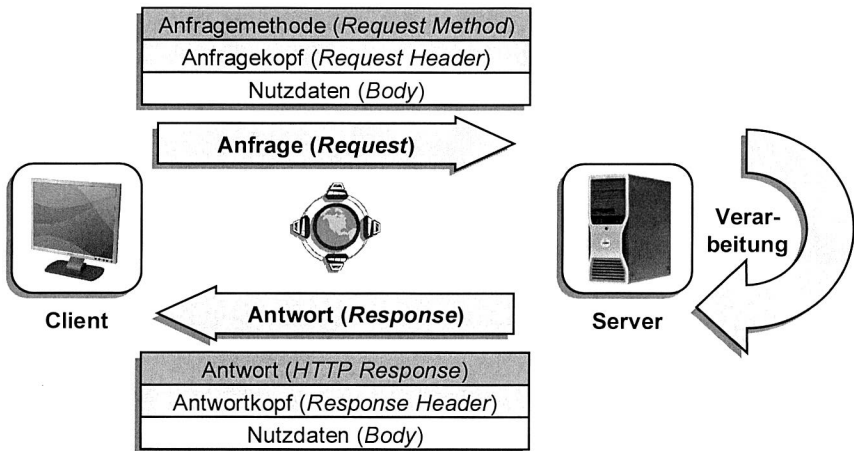 Anfragemethode (Request Method)
Anfragekopf (Request Header)
Nutzdaten (Body)
Anfrage (Request)
Client
Server
Verar-
beitung
Antwort (Response)
Antwort (HTTP Response)
Antwortkopf (Response Header)
Nutzdaten (Body)